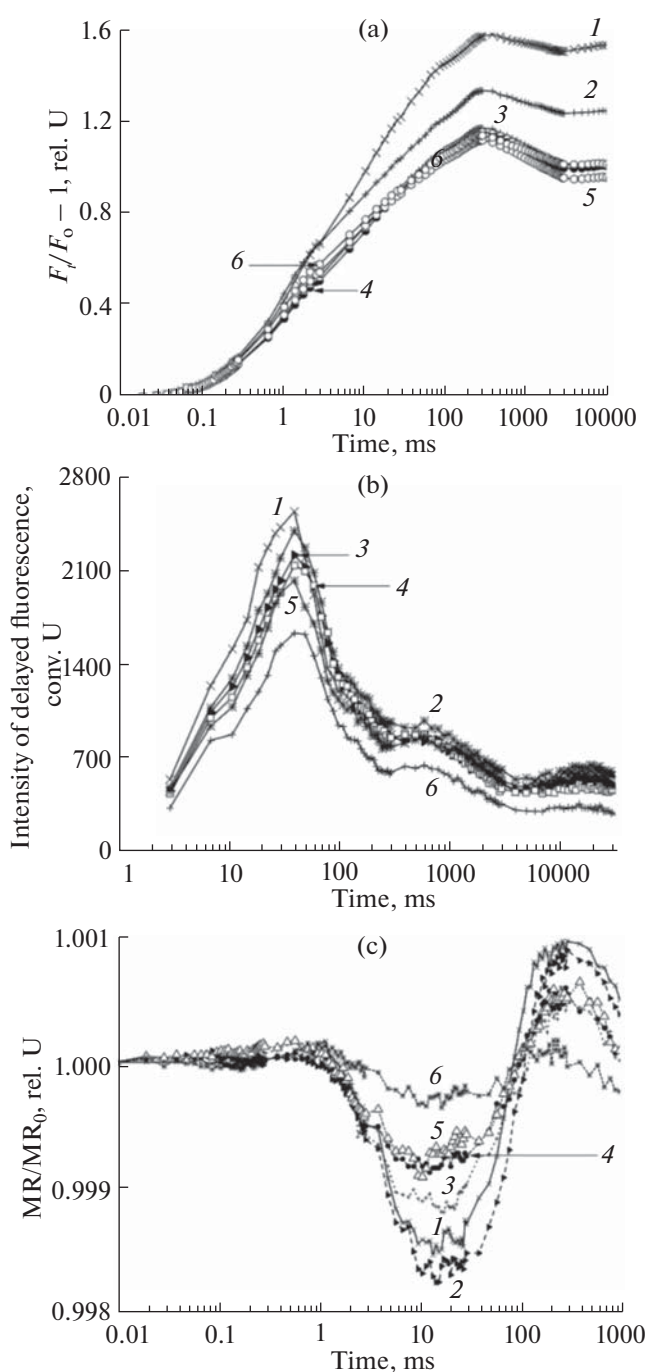 (a)
1.6
1.2
0.8
0.4
0
F_t/F_o − 1, rel. U
1
2
3
6
5
6
4
0.01 0.1 1 10 100 1000 10000
Time, ms
(b)
2800
2100
1400
700
0
Intensity of delayed fluorescence,
conv. U
1
3
4
5
2
6
1 10 100 1000 10000
Time, ms
(c)
1.001
1.000
0.999
0.998
MR/MR_0, rel. U
6
5
4
3
1
2
0.01 0.1 1 10 100 1000
Time, ms